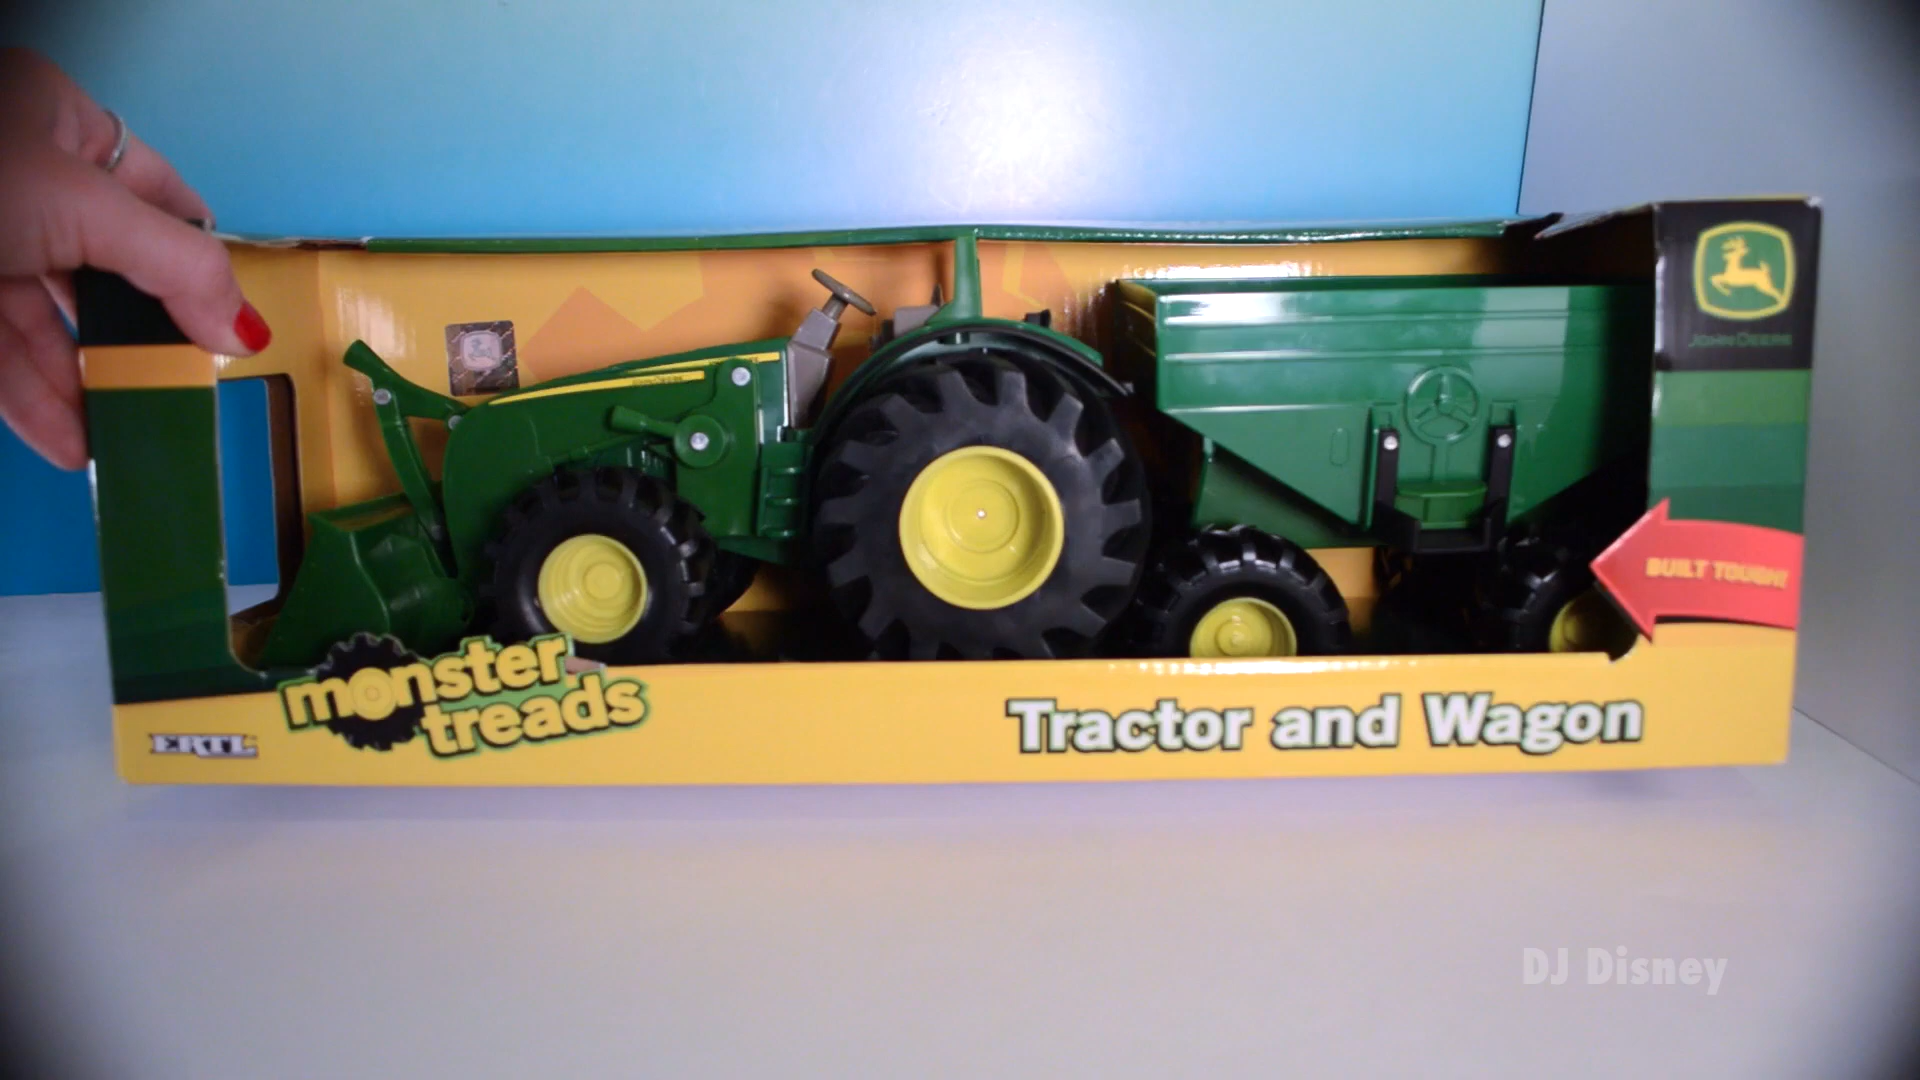 JOHN DEERE
BUILT TOUGH!
monster
treads
ERTL
Tractor and Wagon
DJ Disney